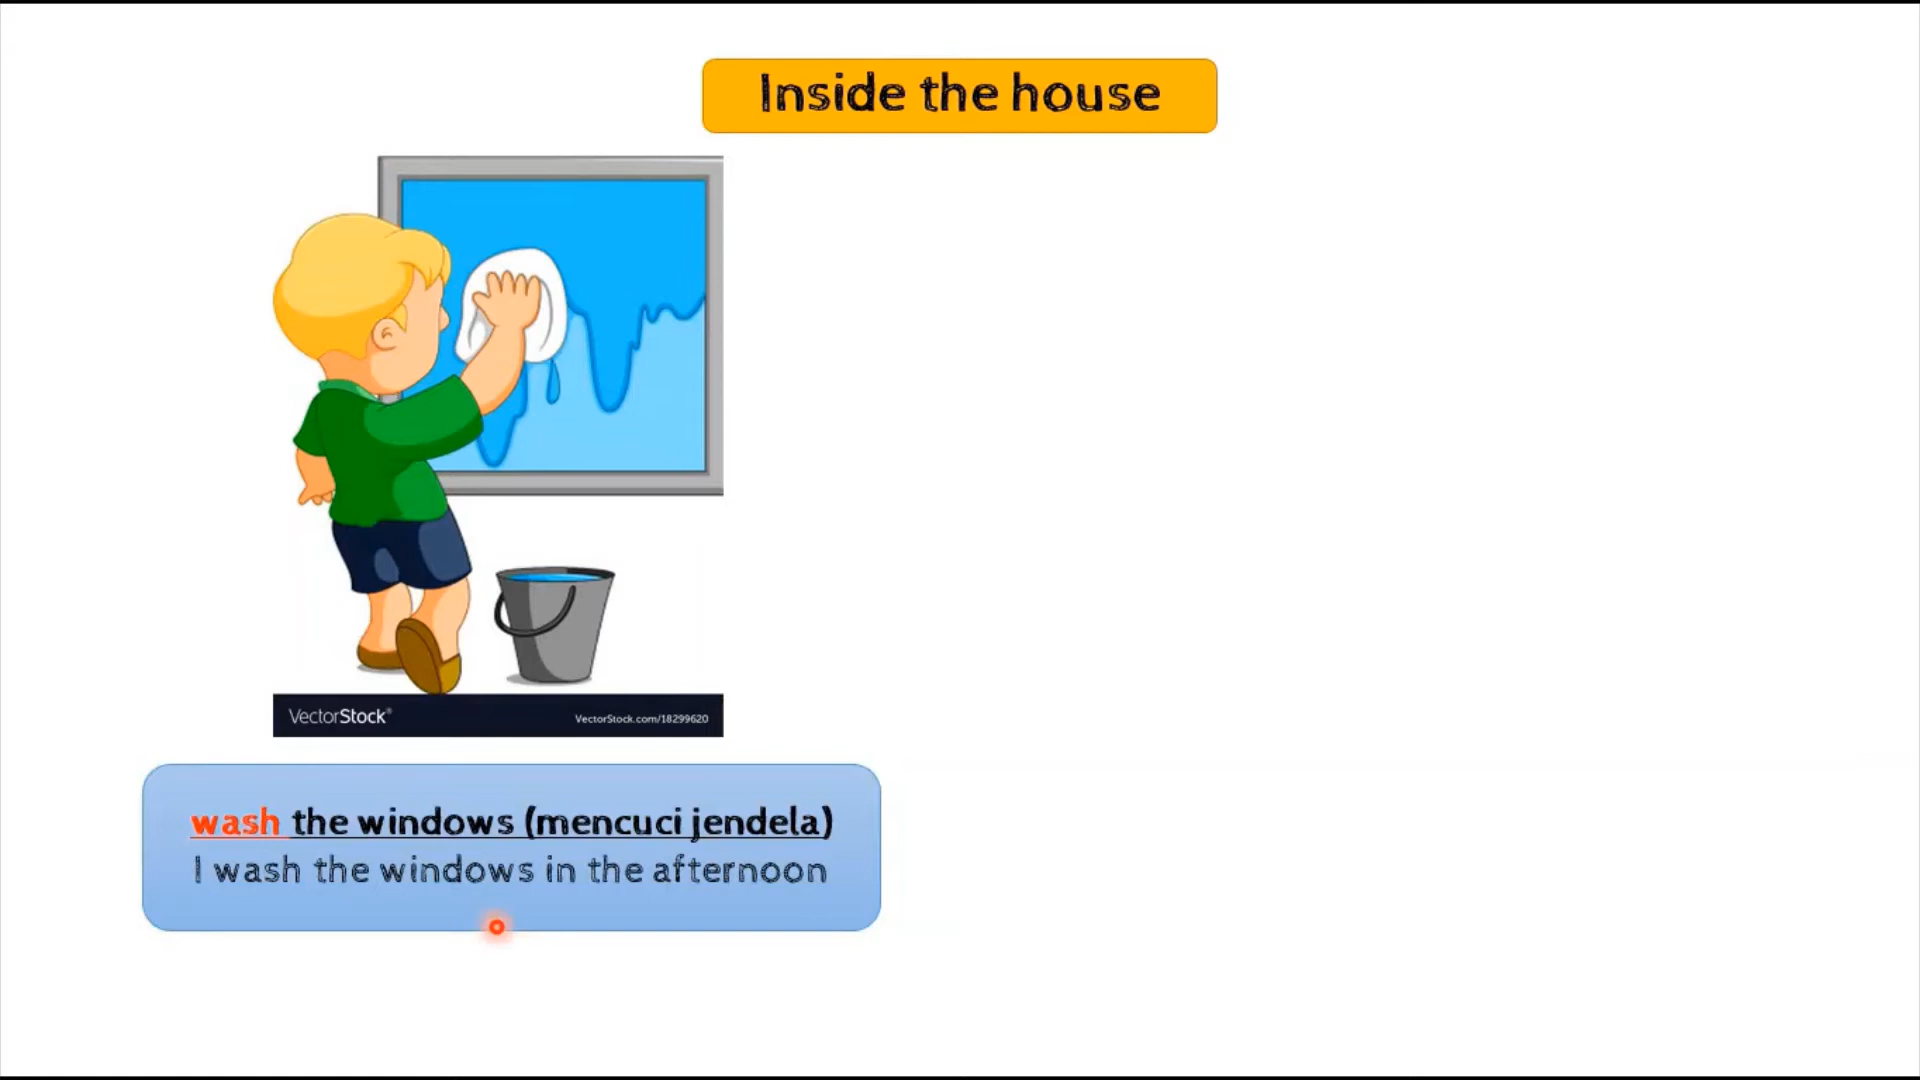 Inside the house
VectorStock®
VectorStock.com/18299620
wash the windows (mencuci jendela)
I wash the windows in the afternoon